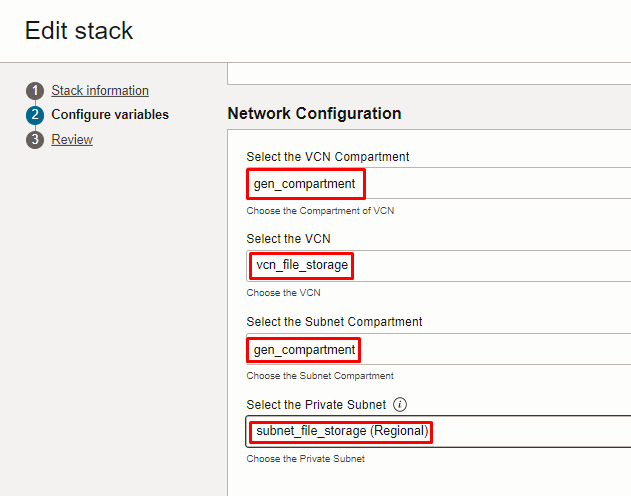 Edit stack
1 Stack information
2 Configure variables
3 Review
Network Configuration
Select the VCN Compartment
gen_compartment
Choose the Compartment of VCN
Select the VCN
vcn_file_storage
Choose the VCN
Select the Subnet Compartment
gen_compartment
Choose the Subnet Compartment
Select the Private Subnet i
subnet_file_storage (Regional)
Choose the Private Subnet